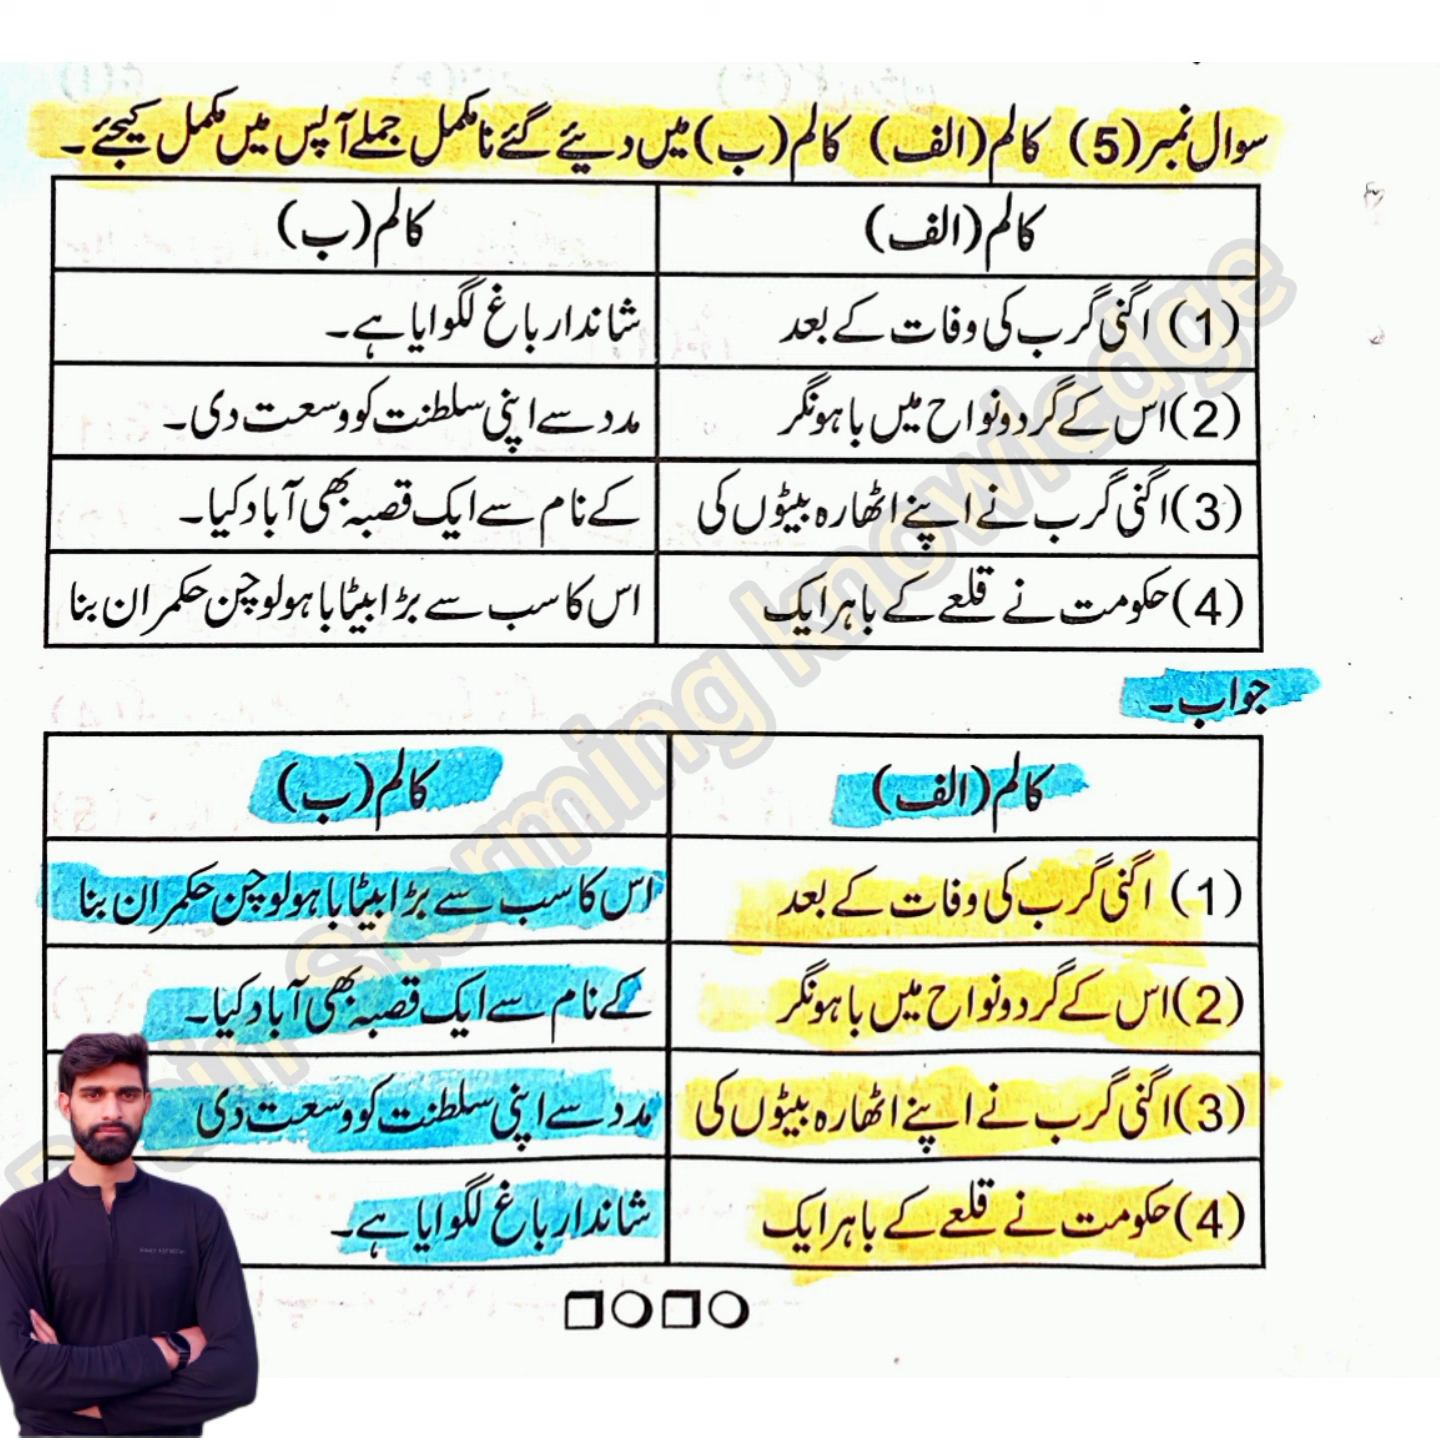 سوال نمبر (5) کالم (الف) کالم (ب) میں دیئے گئے نامکمل جملے آپس میں مکمل کیجئے۔
کالم (الف) کالم (ب)
(1) اگنی گرب کی وفات کے بعد شاندار باغ لگوایا ہے۔
(2) اس کے گردونواح میں باہونگر مدد سے اپنی سلطنت کو وسعت دی۔
(3) اگنی گرب نے اپنے اٹھارہ بیٹوں کی کے نام سے ایک قصبہ بھی آباد کیا۔
(4) حکومت نے قلعے کے باہر ایک اس کا سب سے بڑا بیٹا باہولوچن حکمران بنا
جواب۔
کالم (الف) کالم (ب)
(1) اگنی گرب کی وفات کے بعد اس کا سب سے بڑا بیٹا باہولوچن حکمران بنا
(2) اس کے گردونواح میں باہونگر کے نام سے ایک قصبہ بھی آباد کیا۔
(3) اگنی گرب نے اپنے اٹھارہ بیٹوں کی مدد سے اپنی سلطنت کو وسعت دی
(4) حکومت نے قلعے کے باہر ایک شاندار باغ لگوایا ہے۔
Brain Sterming knowledge